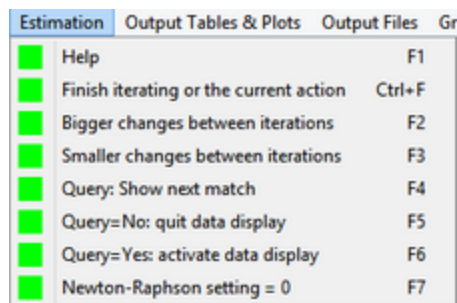 Estimation Output Tables & Plots Output Files Gr
Help F1
Finish iterating or the current action Ctrl+F
Bigger changes between iterations F2
Smaller changes between iterations F3
Query: Show next match F4
Query=No: quit data display F5
Query=Yes: activate data display F6
Newton-Raphson setting = 0 F7